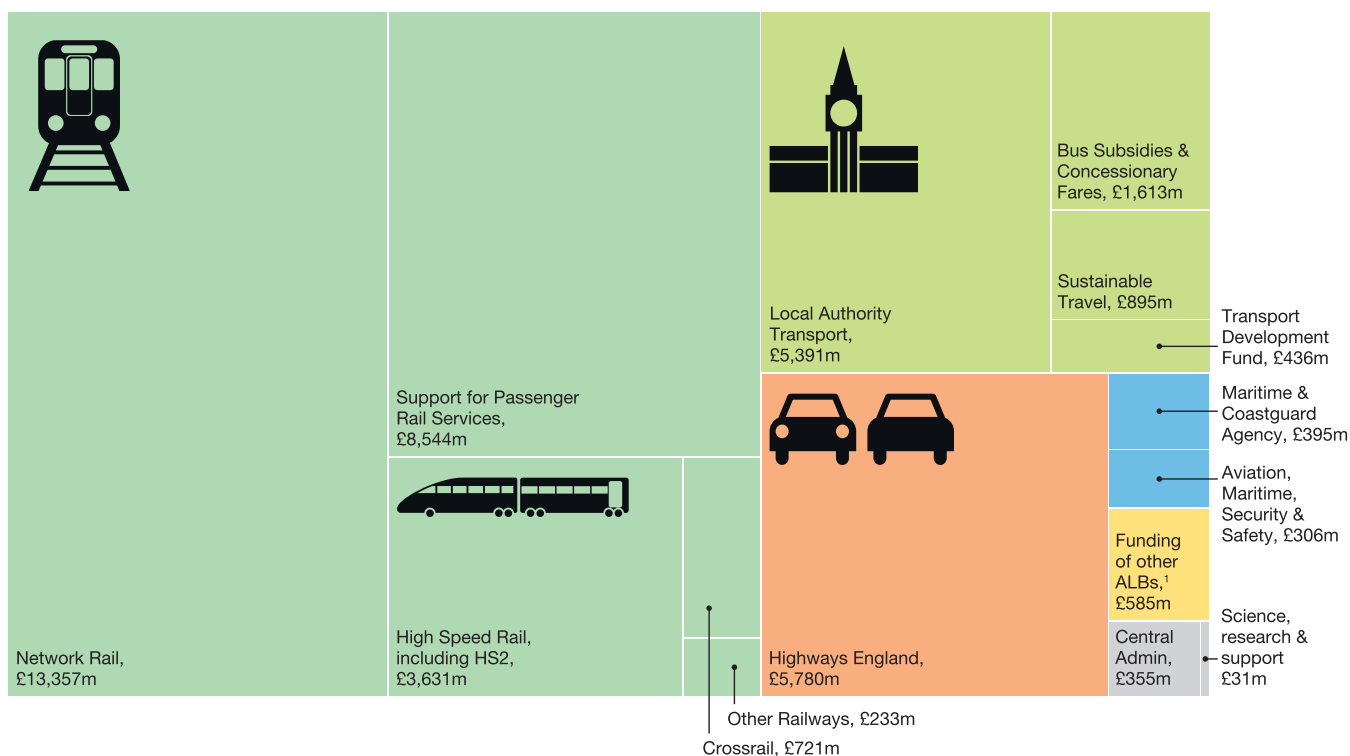 Network Rail,
£13,357m
Support for Passenger
Rail Services,
£8,544m
High Speed Rail,
including HS2,
£3,631m
Other Railways, £233m
Crossrail, £721m
Local Authority
Transport,
£5,391m
Bus Subsidies &
Concessionary
Fares, £1,613m
Sustainable
Travel, £895m
Transport
Development
Fund, £436m
Highways England,
£5,780m
Maritime &
Coastguard
Agency, £395m
Aviation,
Maritime,
Security &
Safety, £306m
Funding
of other
ALBs,¹
£585m
Central
Admin,
£355m
Science,
research &
support
£31m